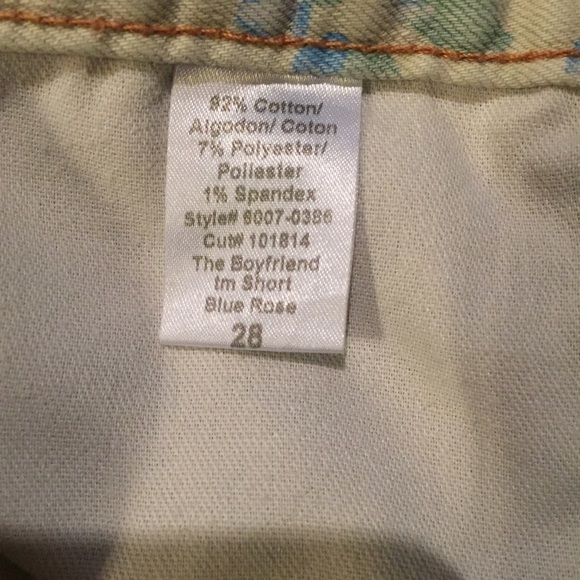 92% Cotton/
Algodon/ Coton
7% Polyester/
Poliester
1% Spandex
Style# 9007-0386
Cut# 101814
The Boyfriend
tm Short
Blue Rose
28